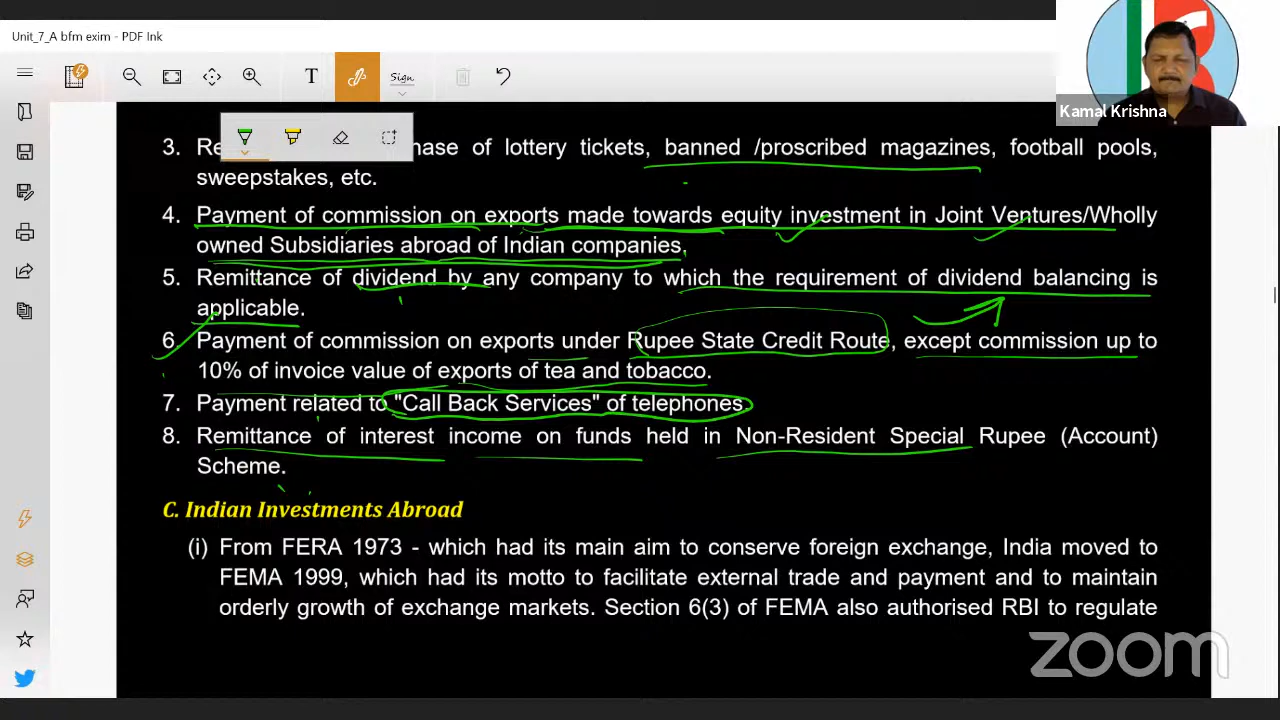 Unit_7_A bfm exim - PDF Ink
T
Sign
Kamal Krishna
3. Re hase of lottery tickets, banned /proscribed magazines, football pools,
sweepstakes, etc.
4. Payment of commission on exports made towards equity investment in Joint Ventures/Wholly
owned Subsidiaries abroad of Indian companies.
5. Remittance of dividend by any company to which the requirement of dividend balancing is
applicable.
6. Payment of commission on exports under Rupee State Credit Route, except commission up to
10% of invoice value of exports of tea and tobacco.
7. Payment related to "Call Back Services" of telephones.
8. Remittance of interest income on funds held in Non-Resident Special Rupee (Account)
Scheme.
C. Indian Investments Abroad
(i) From FERA 1973 - which had its main aim to conserve foreign exchange, India moved to
FEMA 1999, which had its motto to facilitate external trade and payment and to maintain
orderly growth of exchange markets. Section 6(3) of FEMA also authorised RBI to regulate
zoom